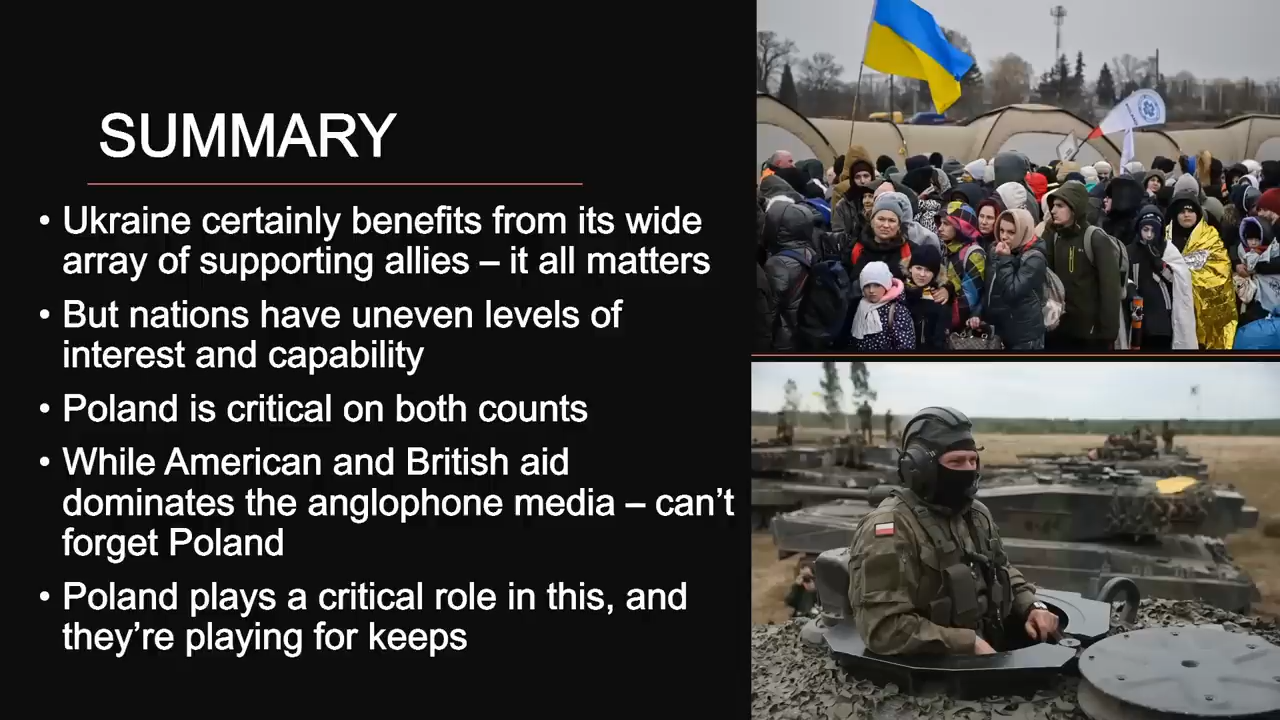 SUMMARY
• Ukraine certainly benefits from its wide
array of supporting allies – it all matters
• But nations have uneven levels of
interest and capability
• Poland is critical on both counts
• While American and British aid
dominates the anglophone media – can't
forget Poland
• Poland plays a critical role in this, and
they're playing for keeps